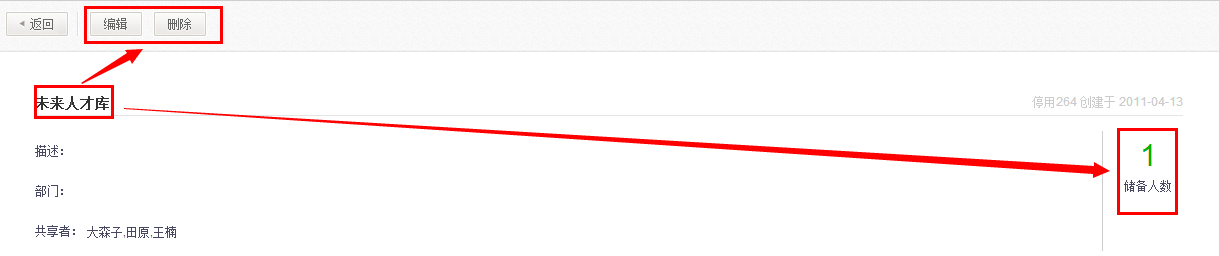 返回 编辑 删除
未来人才库
停用264 创建于 2011-04-13
描述：
1
储备人数
部门：
共享者： 大森子,田原,王楠